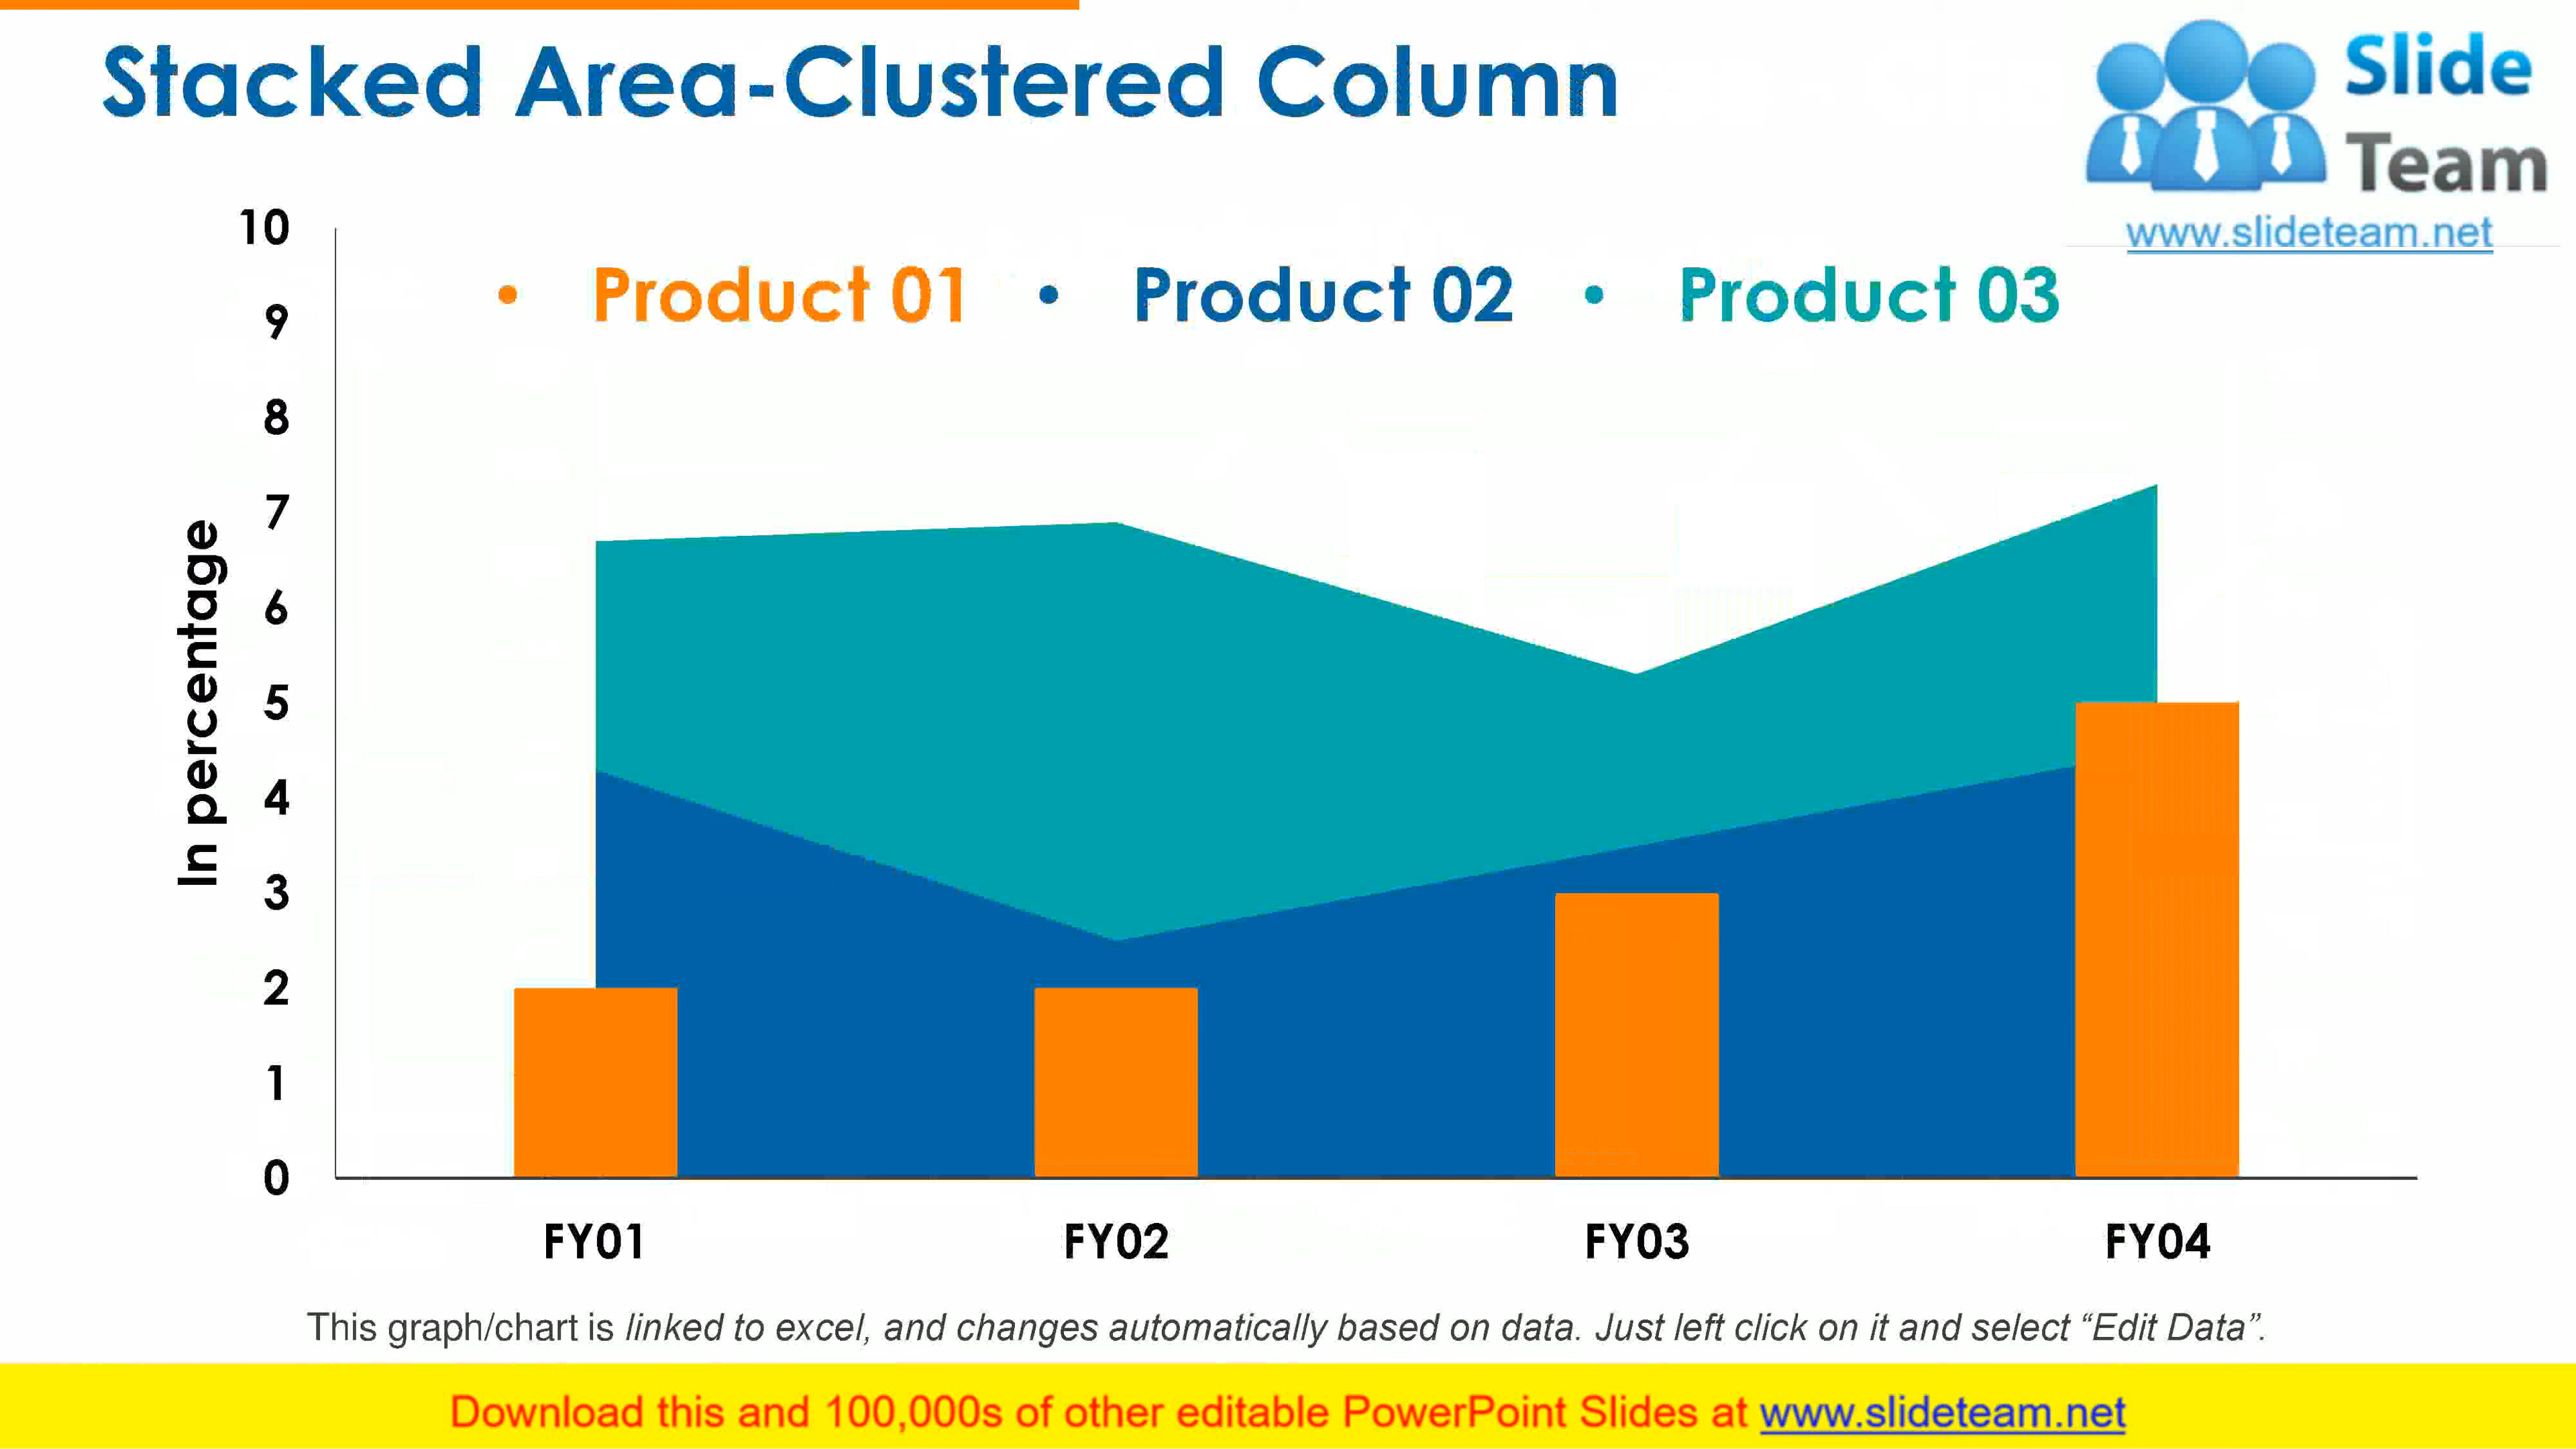 Stacked Area-Clustered Column
Slide
Team
www.slideteam.net
• Product 01 • Product 02 • Product 03
In percentage
10
9
8
7
6
5
4
3
2
1
0
FY01 FY02 FY03 FY04
This graph/chart is linked to excel, and changes automatically based on data. Just left click on it and select “Edit Data”.
Download this and 100,000s of other editable PowerPoint Slides at www.slideteam.net